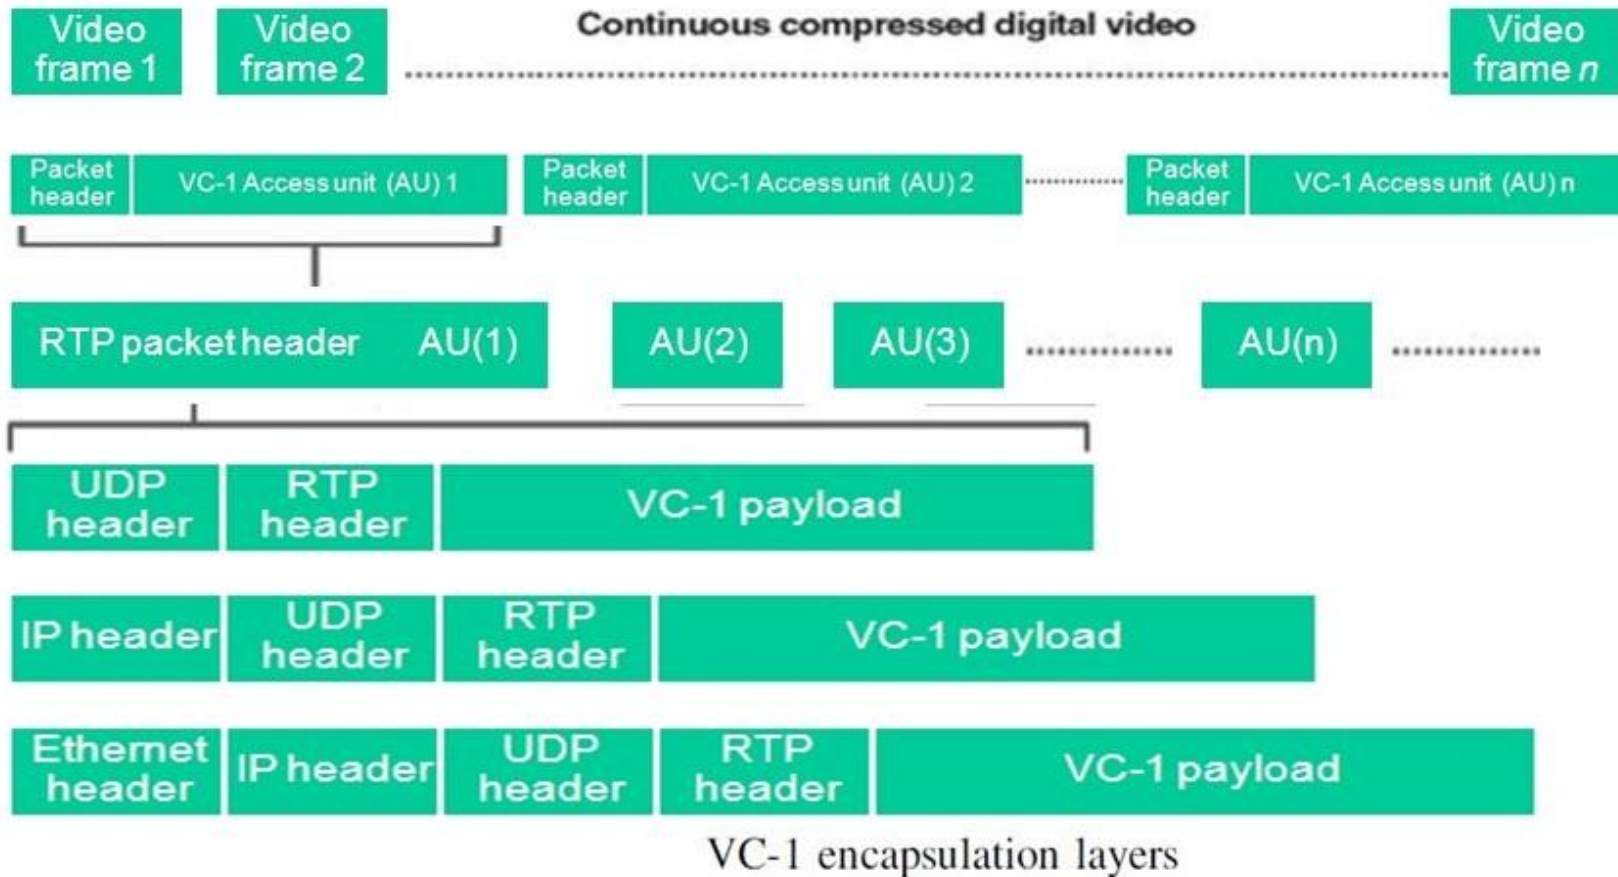 Video frame 1
Video frame 2
Continuous compressed digital video
Video frame n
Packet header
VC-1 Access unit (AU) 1
Packet header
VC-1 Access unit (AU) 2
Packet header
VC-1 Access unit (AU) n
RTP packet header AU(1)
AU(2)
AU(3)
AU(n)
UDP header
RTP header
VC-1 payload
IP header
UDP header
RTP header
VC-1 payload
Ethernet header
IP header
UDP header
RTP header
VC-1 payload
VC-1 encapsulation layers